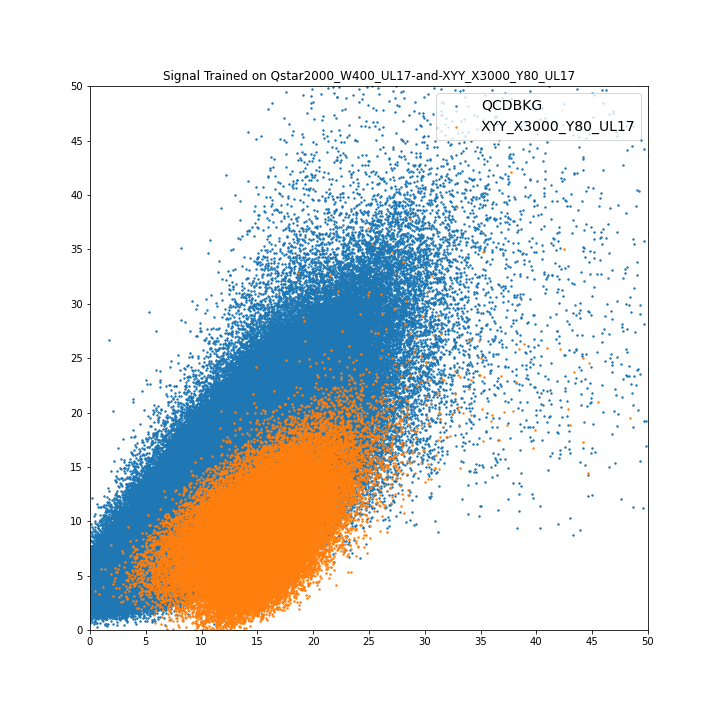 Signal Trained on Qstar2000_W400_UL17-and-XYY_X3000_Y80_UL17
QCDBKG
XYY_X3000_Y80_UL17
50
45
40
35
30
25
20
15
10
5
0
0 5 10 15 20 25 30 35 40 45 50